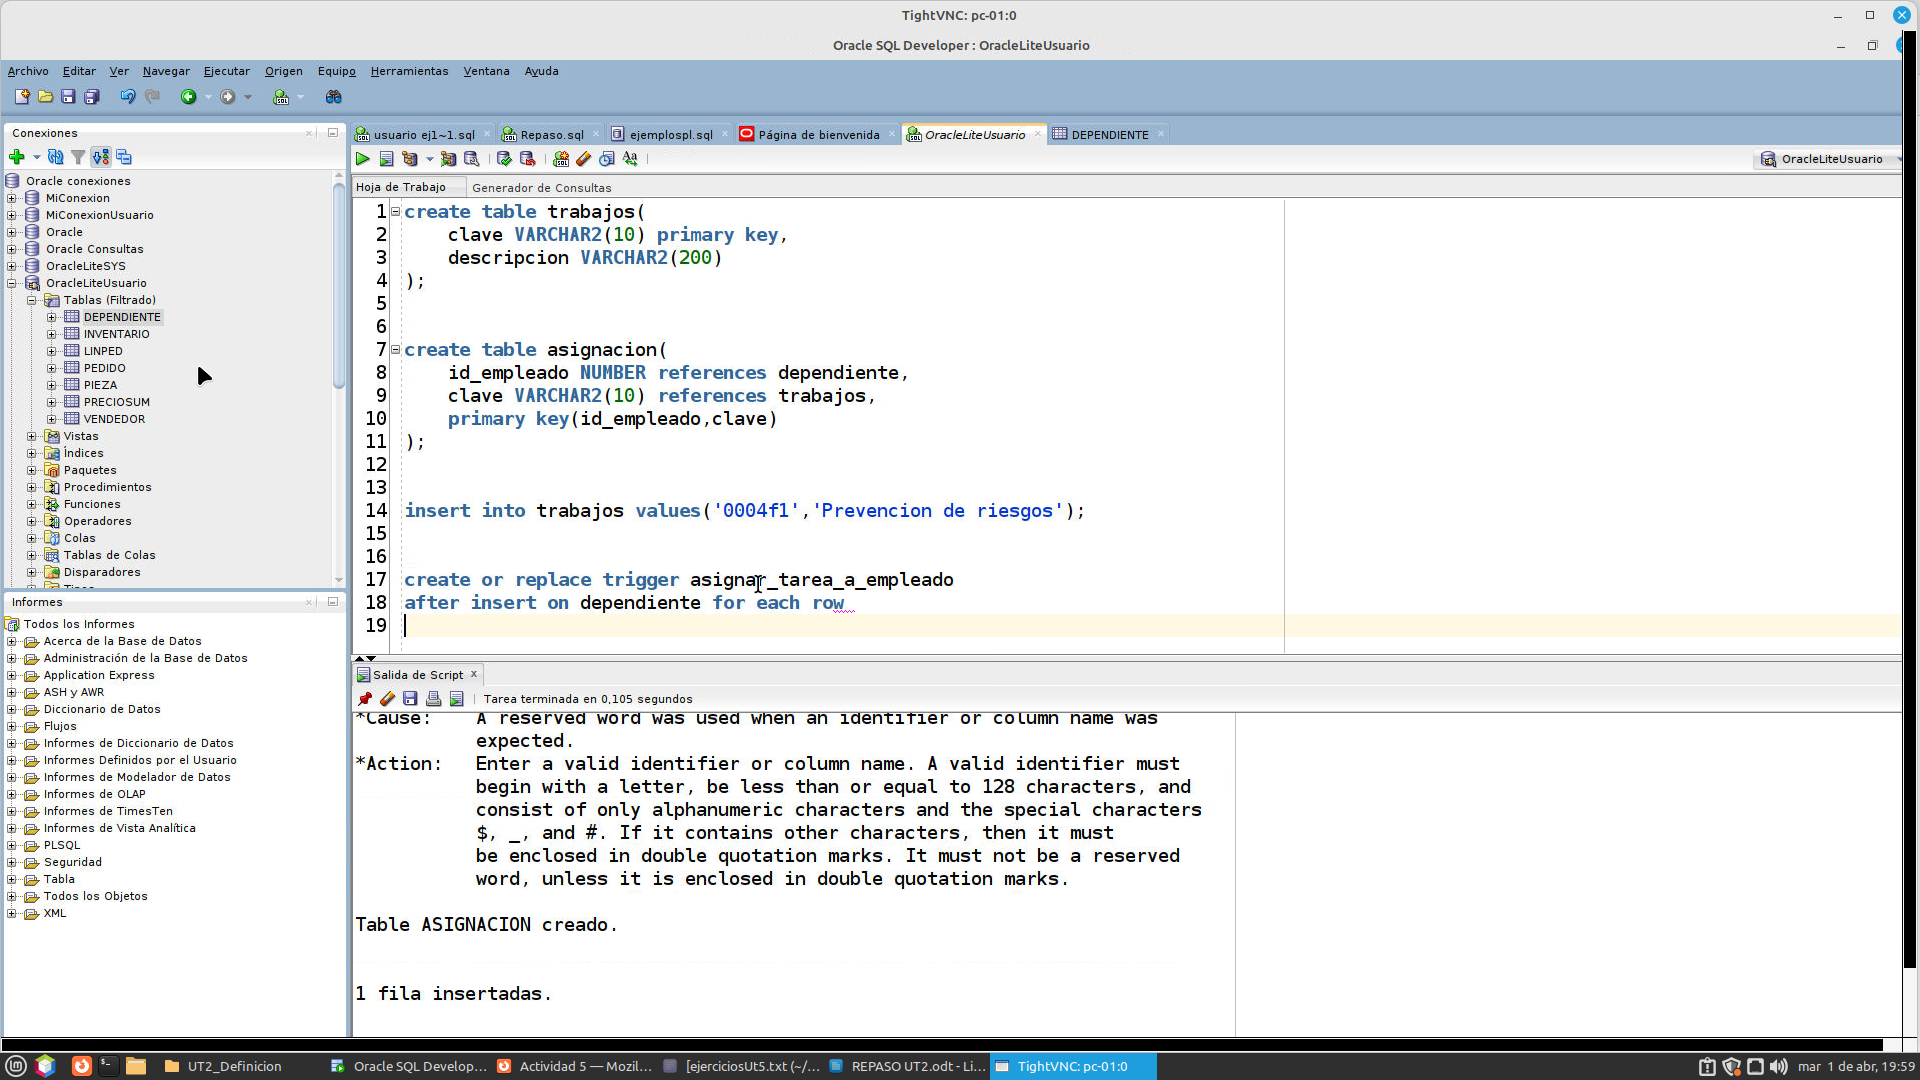 TightVNC: pc-01:0
Oracle SQL Developer : OracleLiteUsuario
Archivo Editar Ver Navegar Ejecutar Origen Equipo Herramientas Ventana Ayuda
Conexiones
Oracle conexiones
MiConexion
MiConexionUsuario
Oracle
Oracle Consultas
OracleLiteSYS
OracleLiteUsuario
Tablas (Filtrado)
DEPENDIENTE
INVENTARIO
LINPED
PEDIDO
PIEZA
PRECIOSUM
VENDEDOR
Vistas
Índices
Paquetes
Procedimientos
Funciones
Operadores
Colas
Tablas de Colas
Disparadores
Informes
Todos los Informes
Acerca de la Base de Datos
Administración de la Base de Datos
Application Express
ASH y AWR
Diccionario de Datos
Flujos
Informes de Diccionario de Datos
Informes Definidos por el Usuario
Informes de Modelador de Datos
Informes de OLAP
Informes de TimesTen
Informes de Vista Analítica
PLSQL
Seguridad
Tabla
Todos los Objetos
XML
usuario ej1~1.sql Repaso.sql ejemplospl.sql Página de bienvenida OracleLiteUsuario DEPENDIENTE
OracleLiteUsuario
Hoja de Trabajo Generador de Consultas
1 create table trabajos(
2 clave VARCHAR2(10) primary key,
3 descripcion VARCHAR2(200)
4 );
5
6
7 create table asignacion(
8 id_empleado NUMBER references dependiente,
9 clave VARCHAR2(10) references trabajos,
10 primary key(id_empleado,clave)
11 );
12
13
14 insert into trabajos values('0004f1','Prevencion de riesgos');
15
16
17 create or replace trigger asignar_tarea_a_empleado
18 after insert on dependiente for each row
19
Salida de Script
Tarea terminada en 0,105 segundos
*Cause: A reserved word was used when an identifier or column name was
expected.
*Action: Enter a valid identifier or column name. A valid identifier must
begin with a letter, be less than or equal to 128 characters, and
consist of only alphanumeric characters and the special characters
$, _, and #. If it contains other characters, then it must
be enclosed in double quotation marks. It must not be a reserved
word, unless it is enclosed in double quotation marks.
Table ASIGNACION creado.
1 fila insertadas.
UT2_Definicion Oracle SQL Develop... Actividad 5 — Mozil... [ejerciciosUt5.txt (~/... REPASO UT2.odt - Li... TightVNC: pc-01:0 mar 1 de abr, 19:59